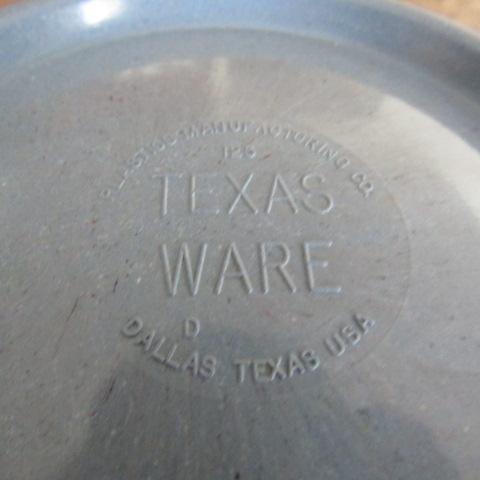 PLASTICS MANUFACTURING CO.
125
TEXAS
WARE
D
DALLAS TEXAS USA